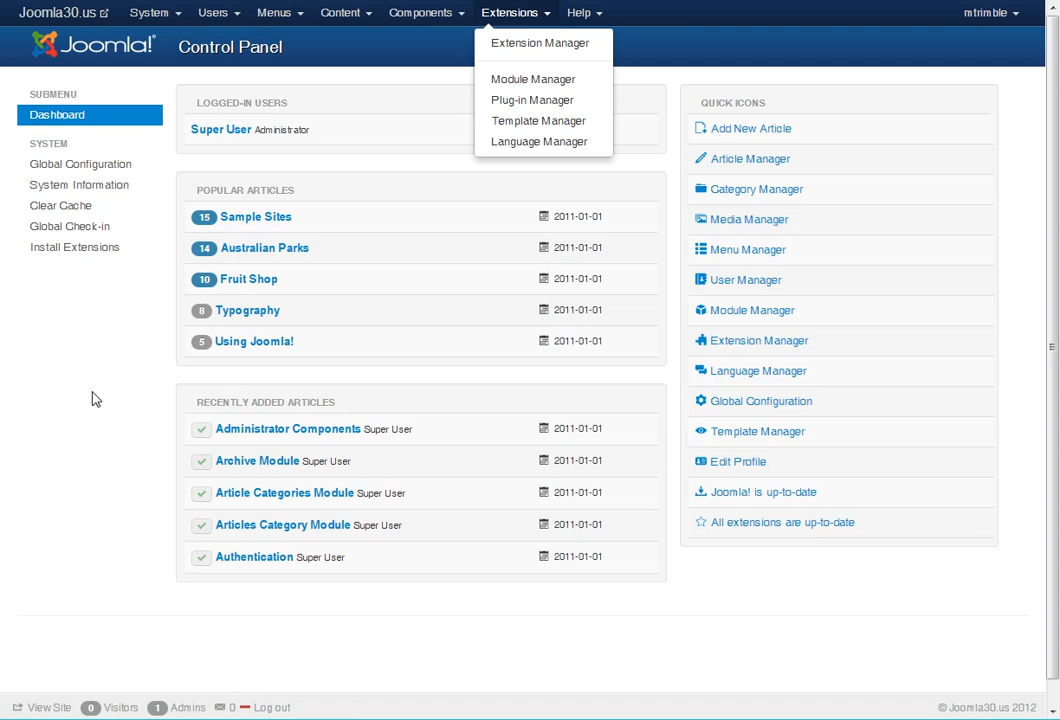 Joomla30.us System Users Menus Content Components Extensions Help mtrimble
Joomla!® Control Panel
Extension Manager
Module Manager
Plug-in Manager
Template Manager
Language Manager
SUBMENU
Dashboard
SYSTEM
Global Configuration
System Information
Clear Cache
Global Check-in
Install Extensions
LOGGED-IN USERS
Super User Administrator
POPULAR ARTICLES
15 Sample Sites 2011-01-01
14 Australian Parks 2011-01-01
10 Fruit Shop 2011-01-01
8 Typography 2011-01-01
5 Using Joomla! 2011-01-01
RECENTLY ADDED ARTICLES
Administrator Components Super User 2011-01-01
Archive Module Super User 2011-01-01
Article Categories Module Super User 2011-01-01
Articles Category Module Super User 2011-01-01
Authentication Super User 2011-01-01
QUICK ICONS
Add New Article
Article Manager
Category Manager
Media Manager
Menu Manager
User Manager
Module Manager
Extension Manager
Language Manager
Global Configuration
Template Manager
Edit Profile
Joomla! is up-to-date
All extensions are up-to-date
View Site 0 Visitors 1 Admins 0 Log out © Joomla30.us 2012